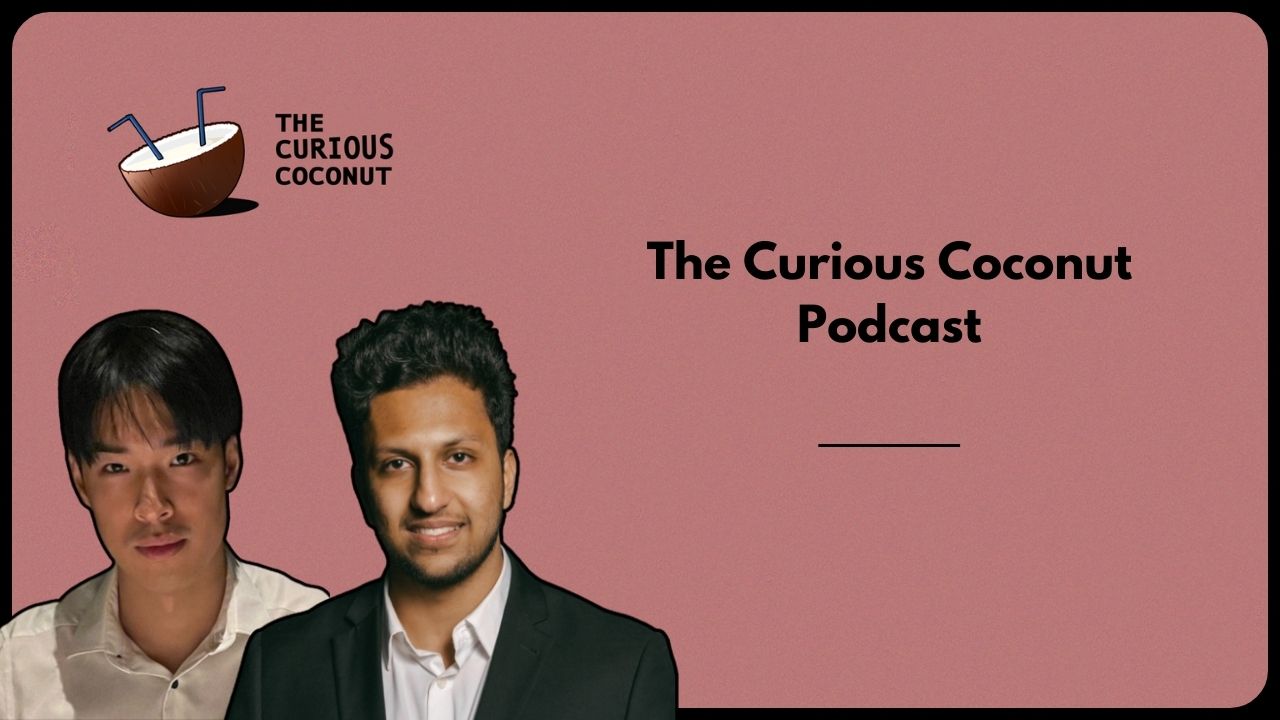 THE
CURIOUS
COCONUT
The Curious Coconut
Podcast